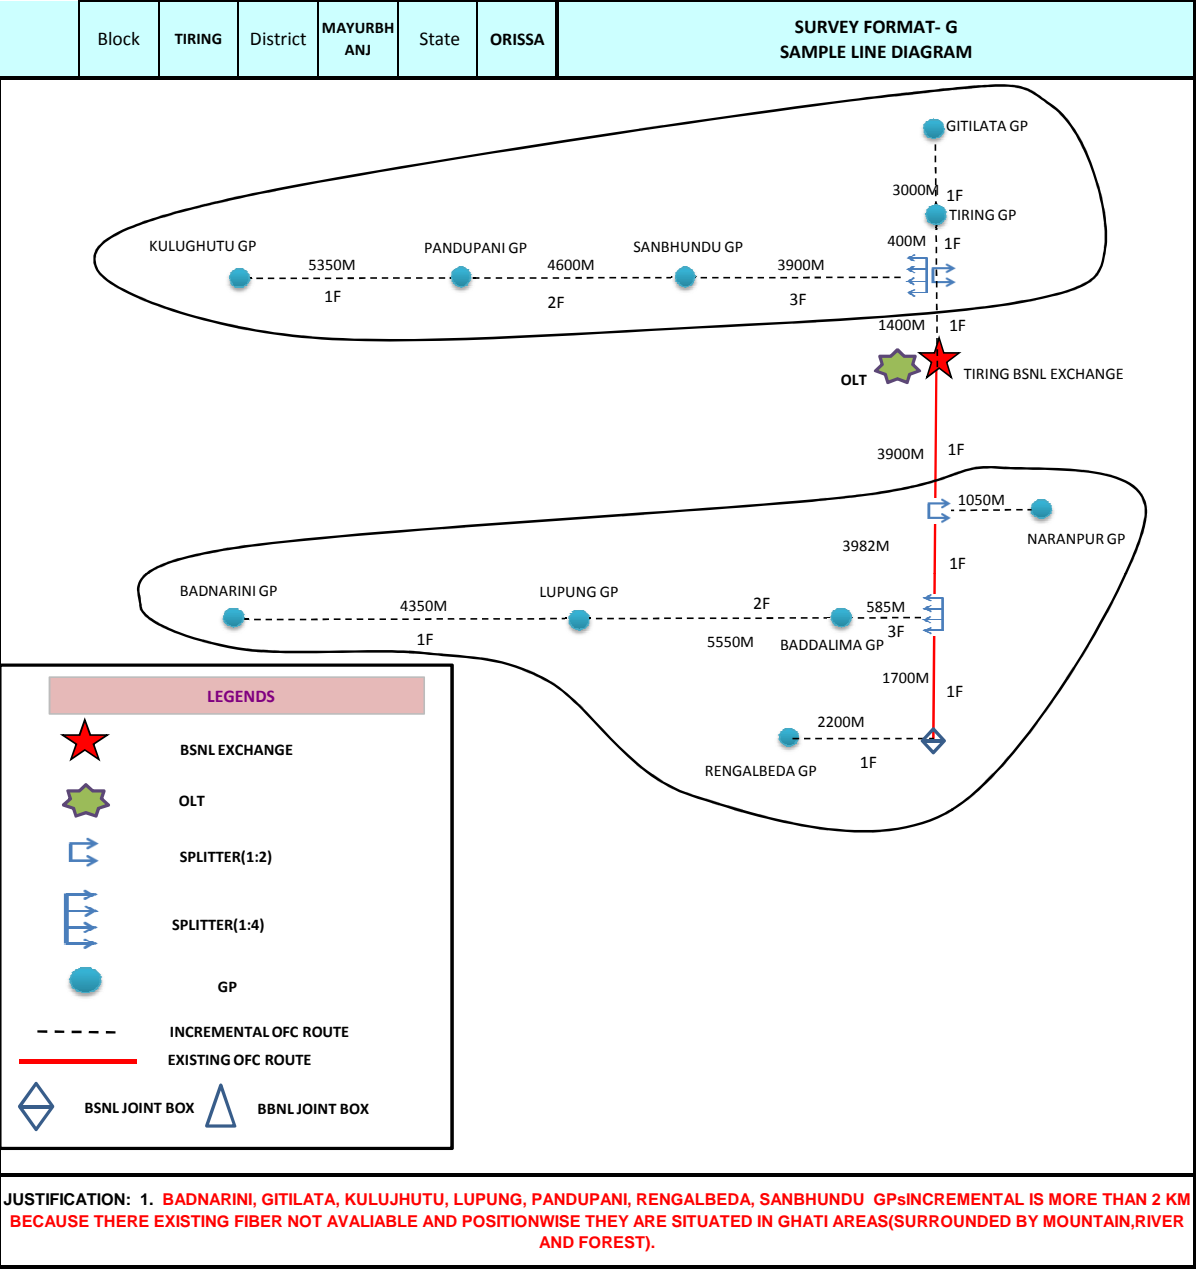 Block TIRING District MAYURBH ANJ State ORISSA
SURVEY FORMAT- G
SAMPLE LINE DIAGRAM
GITILATA GP
3000M 1F
TIRING GP
400M 1F
KULUGHUTU GP
PANDUPANI GP
SANBHUNDU GP
5350M
4600M
3900M
1F
2F
3F
1400M 1F
OLT
TIRING BSNL EXCHANGE
3900M 1F
1050M
NARANPUR GP
3982M
1F
BADNARINI GP
LUPUNG GP
4350M
2F
585M
1F
5550M
BADDALIMA GP
3F
1700M
1F
2200M
RENGALBEDA GP
1F
LEGENDS
BSNL EXCHANGE
OLT
SPLITTER(1:2)
SPLITTER(1:4)
GP
INCREMENTAL OFC ROUTE
EXISTING OFC ROUTE
BSNL JOINT BOX
BBNL JOINT BOX
JUSTIFICATION: 1. BADNARINI, GITILATA, KULUJHUTU, LUPUNG, PANDUPANI, RENGALBEDA, SANBHUNDU GPsINCREMENTAL IS MORE THAN 2 KM
BECAUSE THERE EXISTING FIBER NOT AVALIABLE AND POSITIONWISE THEY ARE SITUATED IN GHATI AREAS(SURROUNDED BY MOUNTAIN,RIVER
AND FOREST).